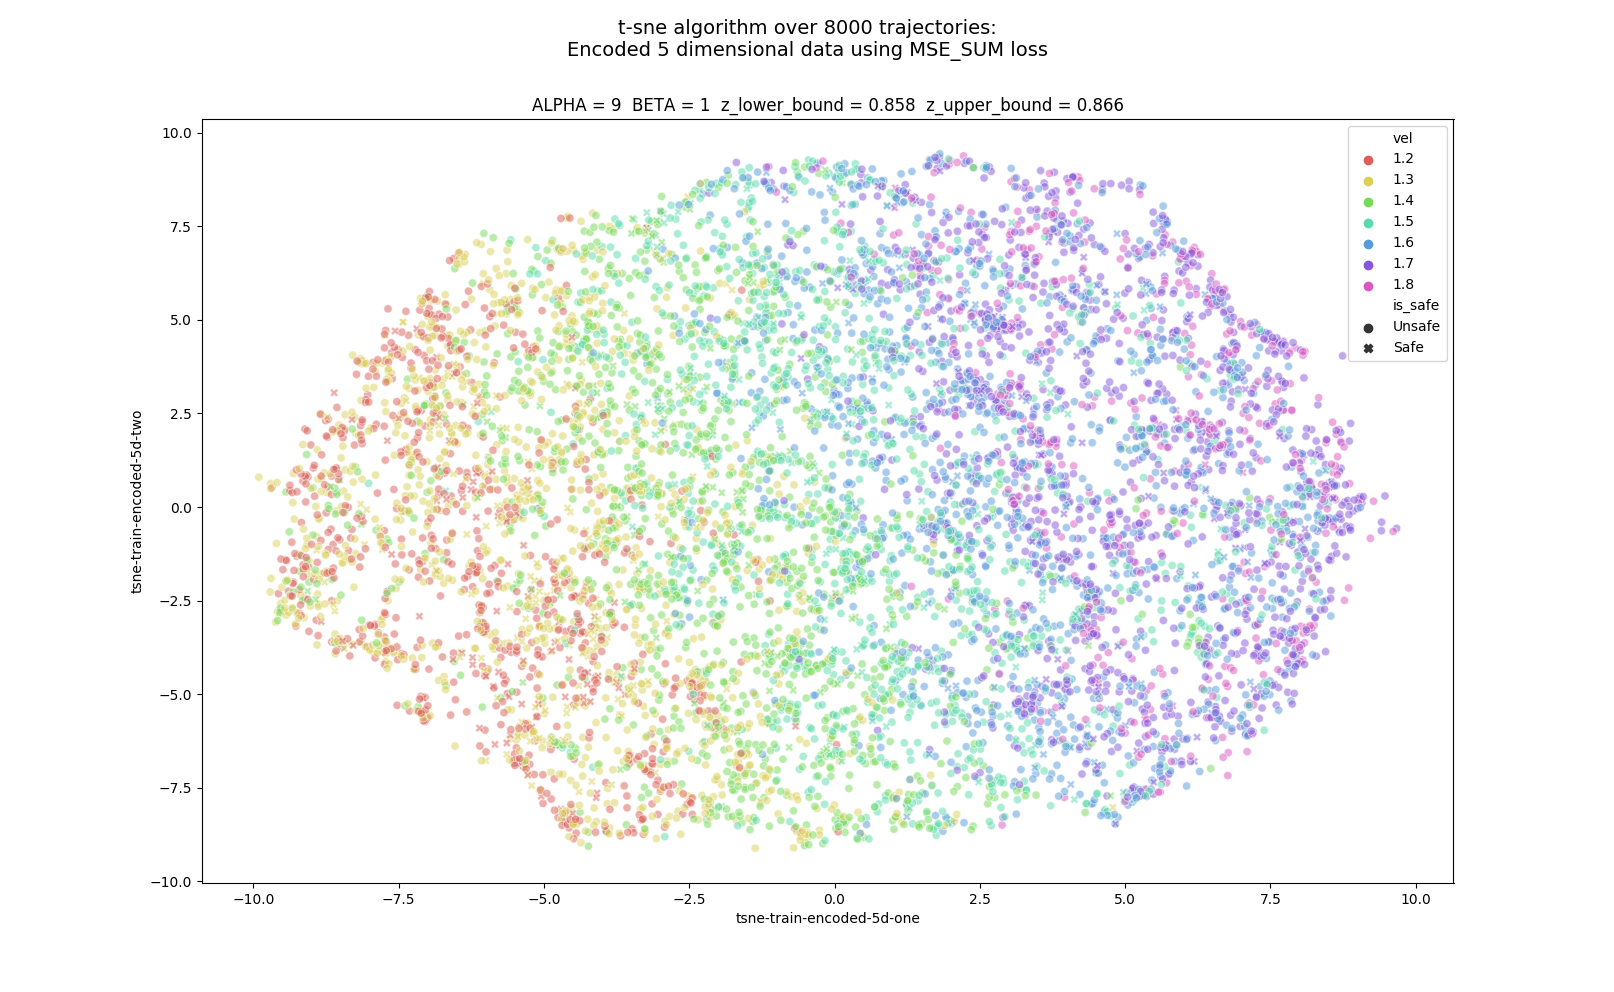 t-sne algorithm over 8000 trajectories:
Encoded 5 dimensional data using MSE_SUM loss
ALPHA = 9  BETA = 1  z_lower_bound = 0.858  z_upper_bound = 0.866
vel
1.2
1.3
1.4
1.5
1.6
1.7
1.8
is_safe
Unsafe
Safe
tsne-train-encoded-5d-two
10.0
7.5
5.0
2.5
0.0
−2.5
−5.0
−7.5
−10.0
−10.0
−7.5
−5.0
−2.5
0.0
2.5
5.0
7.5
10.0
tsne-train-encoded-5d-one